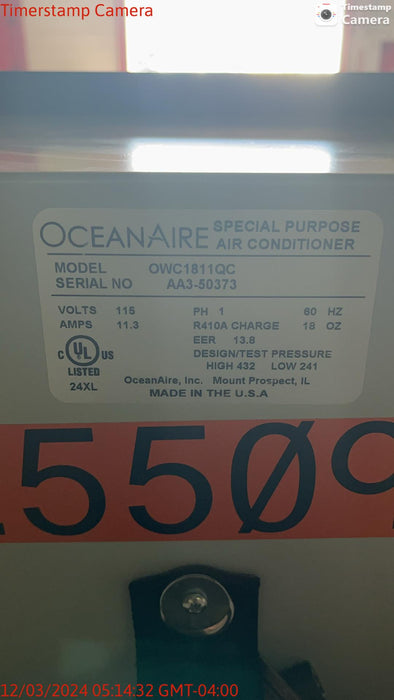 Timerstamp Camera
Timestamp
Camera
OCEANAIRE SPECIAL PURPOSE
AIR CONDITIONER
MODEL OWC1811QC
SERIAL NO AA3-50373
VOLTS 115 PH 1 60 HZ
AMPS 11.3 R410A CHARGE 18 OZ
EER 13.8
C UL US DESIGN/TEST PRESSURE
LISTED HIGH 432 LOW 241
24XL OceanAire, Inc. Mount Prospect, IL
MADE IN THE U.S.A
550
12/03/2024 05:14:32 GMT-04:00